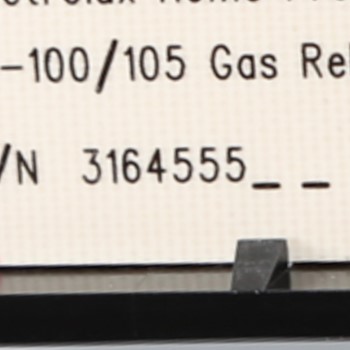 -100/105 Gas Re
/N 3164555_ _